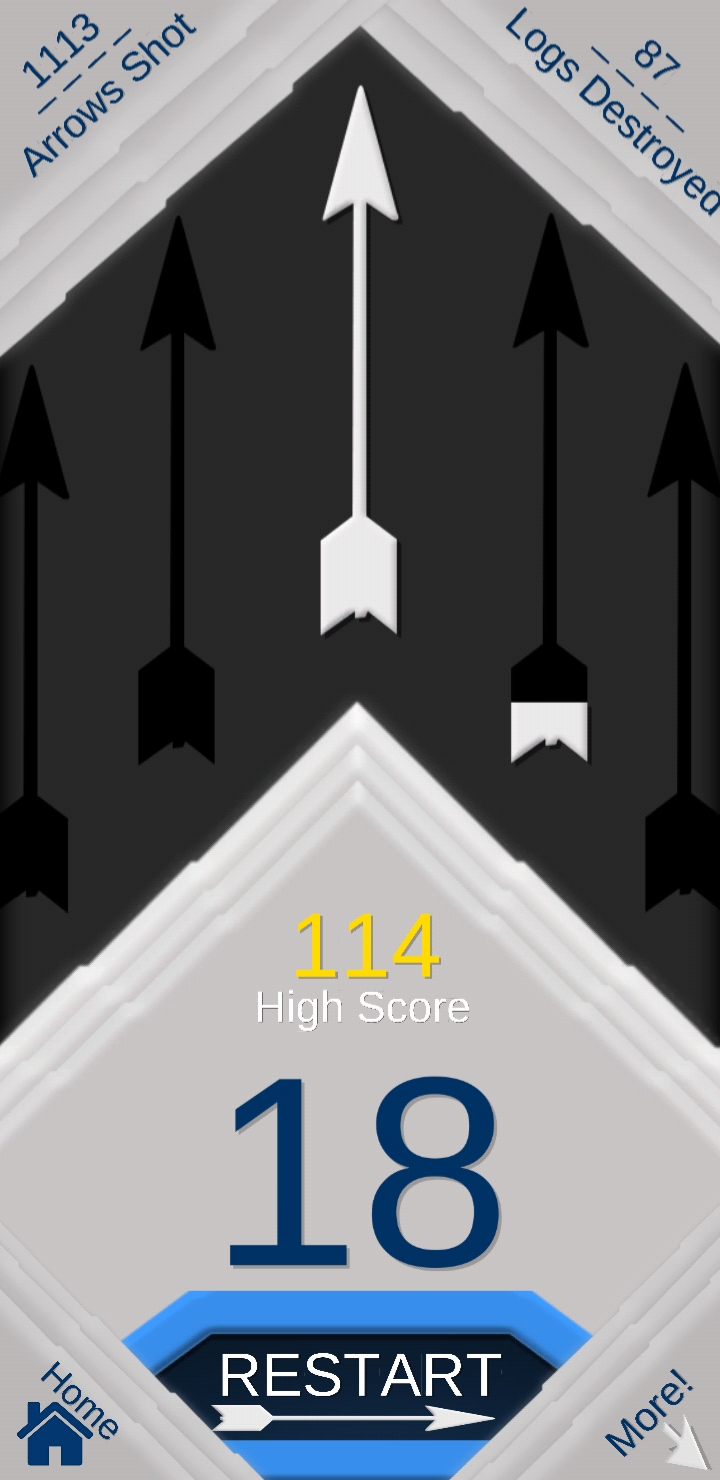 1113
Arrows Shot
87
Logs Destroyed
114
High Score
18
RESTART
Home
More!